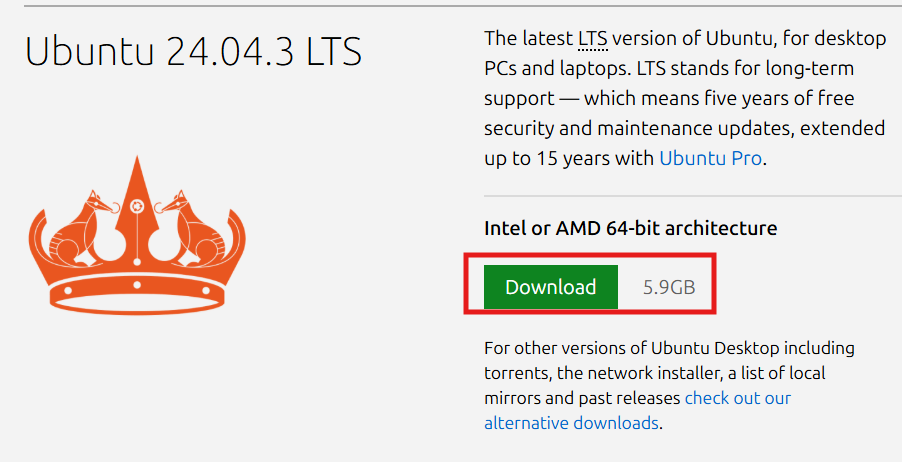 Ubuntu 24.04.3 LTS
The latest LTS version of Ubuntu, for desktop
PCs and laptops. LTS stands for long-term
support — which means five years of free
security and maintenance updates, extended
up to 15 years with Ubuntu Pro.
Intel or AMD 64-bit architecture
Download 5.9GB
For other versions of Ubuntu Desktop including
torrents, the network installer, a list of local
mirrors and past releases check out our
alternative downloads.